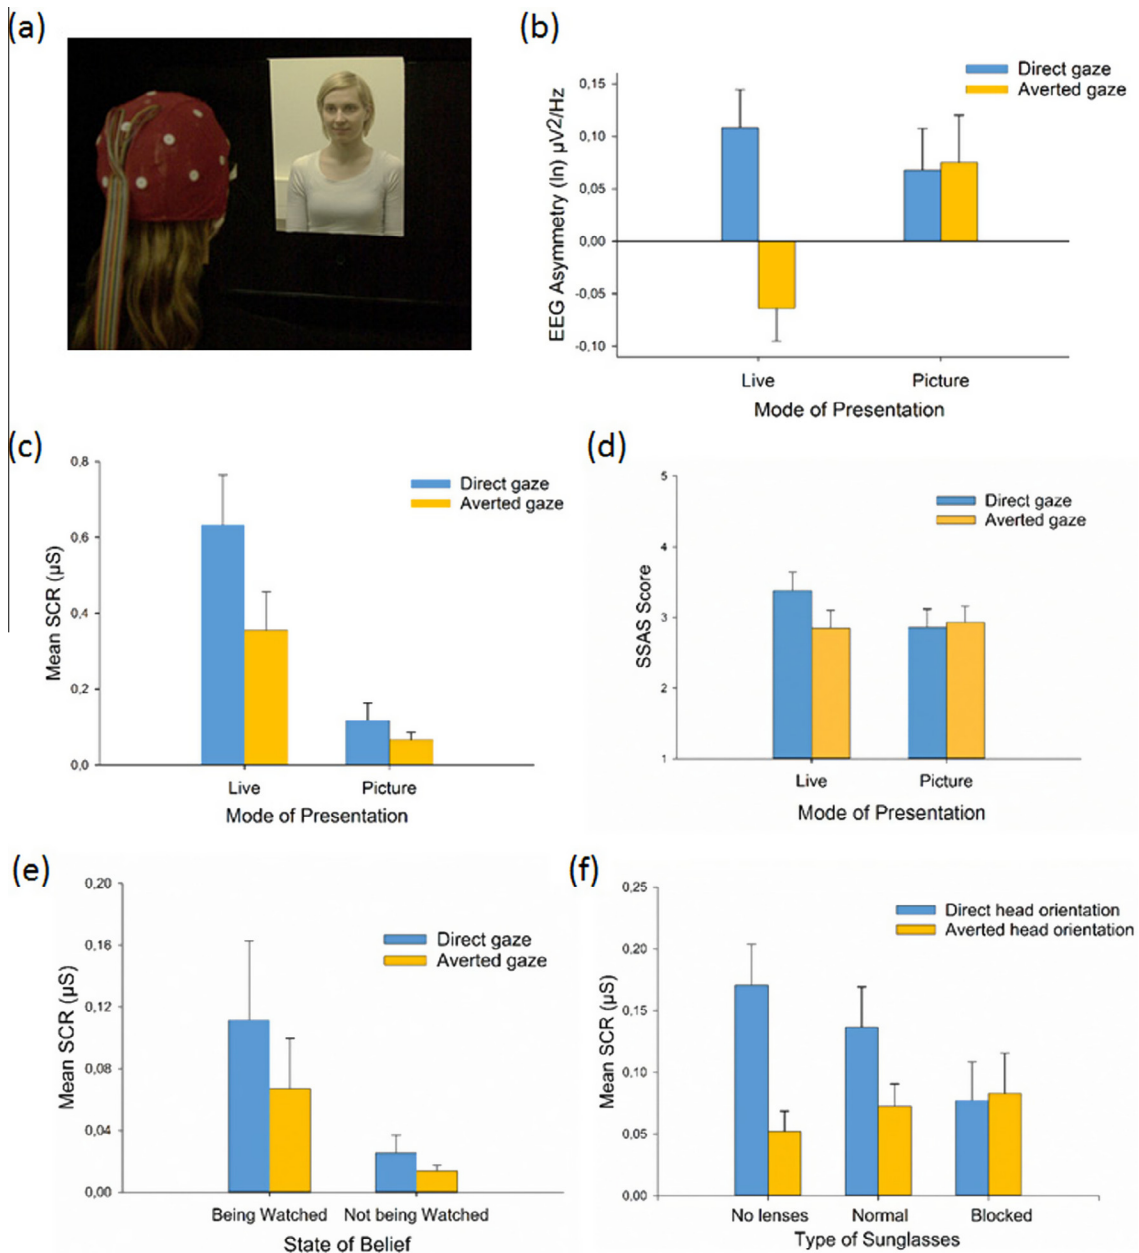 (a)
(b)
Direct gaze
Averted gaze
0,15
0,10
0,05
0,00
-0,05
-0,10
EEG Asymmetry (ln) µV2/Hz
Live
Picture
Mode of Presentation
(c)
Direct gaze
Averted gaze
0,8
0,6
0,4
0,2
0,0
Mean SCR (µS)
Live
Picture
Mode of Presentation
(d)
Direct gaze
Averted gaze
5
4
3
2
1
SSAS Score
Live
Picture
Mode of Presentation
(e)
Direct gaze
Averted gaze
0,20
0,16
0,12
0,08
0,04
0,00
Mean SCR (µS)
Being Watched
Not being Watched
State of Belief
(f)
Direct head orientation
Averted head orientation
0,25
0,20
0,15
0,10
0,05
0,00
Mean SCR (µS)
No lenses
Normal
Blocked
Type of Sunglasses